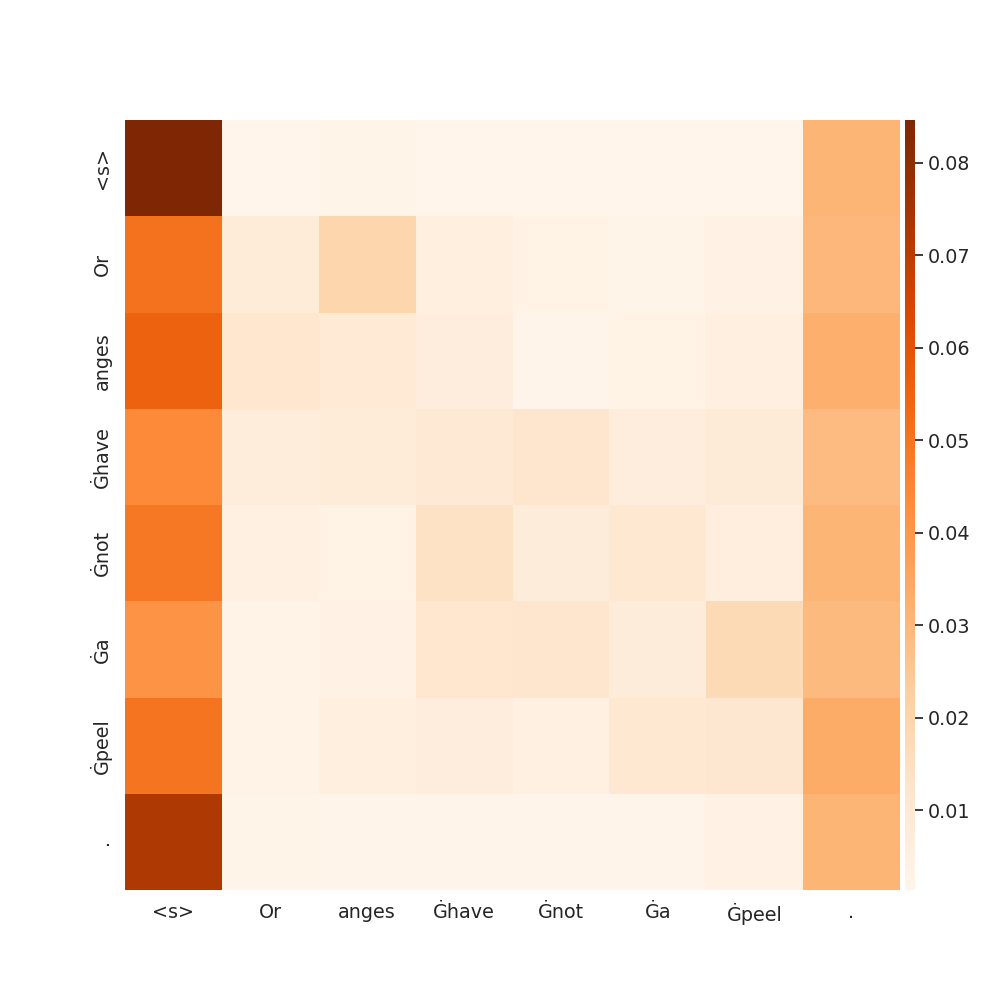 <s>
Or
anges
Ġhave
Ġnot
Ġa
Ġpeel
.
<s> Or anges Ġhave Ġnot Ġa Ġpeel .
0.08
0.07
0.06
0.05
0.04
0.03
0.02
0.01